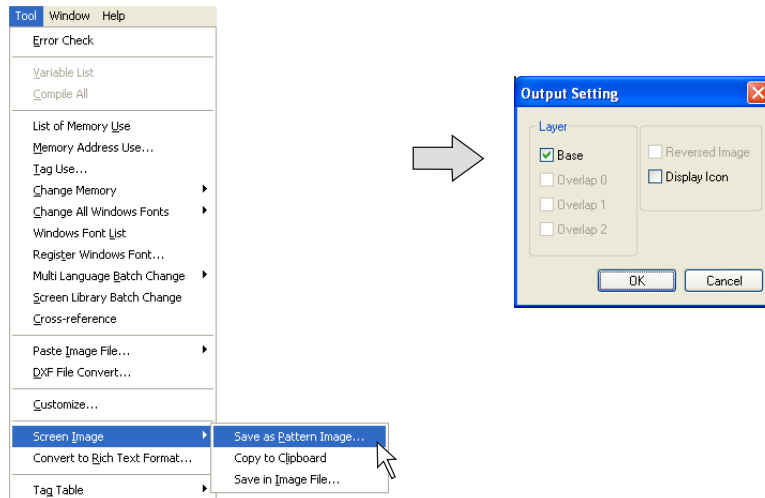 Tool Window Help
Error Check
Variable List
Compile All
List of Memory Use
Memory Address Use...
Tag Use...
Change Memory
Change All Windows Fonts
Windows Font List
Register Windows Font...
Multi Language Batch Change
Screen Library Batch Change
Cross-reference
Paste Image File...
DXF File Convert...
Customize...
Screen Image
Convert to Rich Text Format...
Tag Table
Save as Pattern Image...
Copy to Clipboard
Save in Image File...
Output Setting
Layer
Base
Overlap 0
Overlap 1
Overlap 2
Reversed Image
Display Icon
OK Cancel